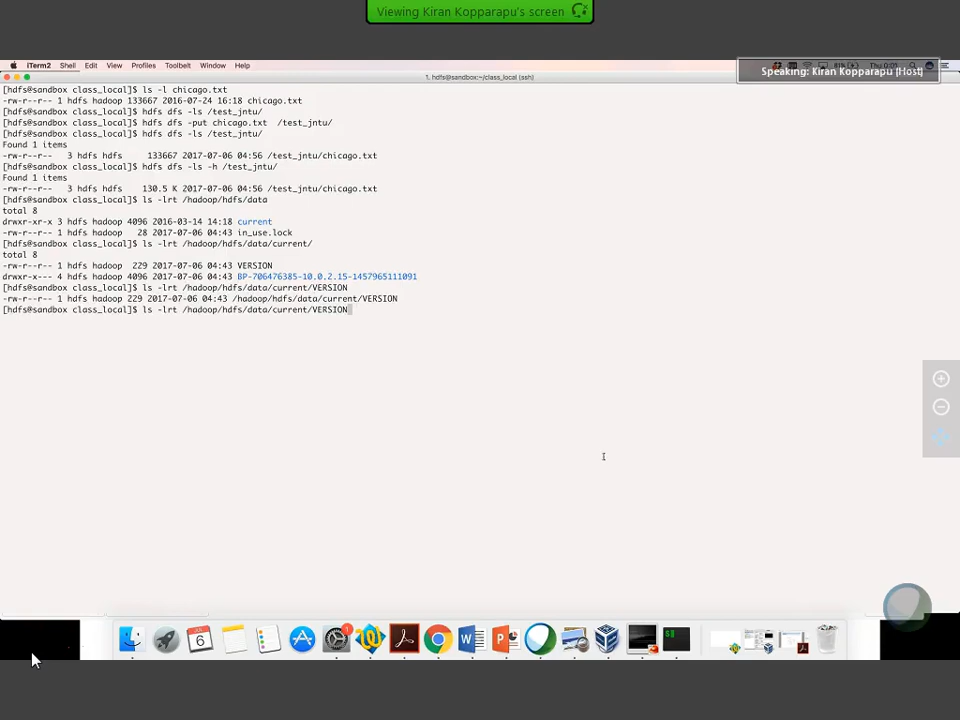 Viewing Kiran Kopparapu's screen
iTerm2 Shell Edit View Profiles Toolbelt Window Help
1. hdfs@sandbox:~/class_local (ssh)
Speaking: Kiran Kopparapu [Host]
[hdfs@sandbox class_local]$ ls -l chicago.txt
-rw-r--r-- 1 hdfs hadoop 133667 2016-07-24 16:18 chicago.txt
[hdfs@sandbox class_local]$ hdfs dfs -ls /test_jntu/
[hdfs@sandbox class_local]$ hdfs dfs -put chicago.txt  /test_jntu/
[hdfs@sandbox class_local]$ hdfs dfs -ls /test_jntu/
Found 1 items
-rw-r--r--   3 hdfs hdfs     133667 2017-07-06 04:56 /test_jntu/chicago.txt
[hdfs@sandbox class_local]$ hdfs dfs -ls -h /test_jntu/
Found 1 items
-rw-r--r--   3 hdfs hdfs    130.5 K 2017-07-06 04:56 /test_jntu/chicago.txt
[hdfs@sandbox class_local]$ ls -lrt /hadoop/hdfs/data
total 8
drwxr-xr-x 3 hdfs hadoop 4096 2016-03-14 14:18 current
-rw-r--r-- 1 hdfs hadoop   28 2017-07-06 04:43 in_use.lock
[hdfs@sandbox class_local]$ ls -lrt /hadoop/hdfs/data/current/
total 8
-rw-r--r-- 1 hdfs hadoop  229 2017-07-06 04:43 VERSION
drwxr-x--- 4 hdfs hadoop 4096 2017-07-06 04:43 BP-706476385-10.0.2.15-1457965111091
[hdfs@sandbox class_local]$ ls -lrt /hadoop/hdfs/data/current/VERSION
-rw-r--r-- 1 hdfs hadoop 229 2017-07-06 04:43 /hadoop/hdfs/data/current/VERSION
[hdfs@sandbox class_local]$ ls -lrt /hadoop/hdfs/data/current/VERSION